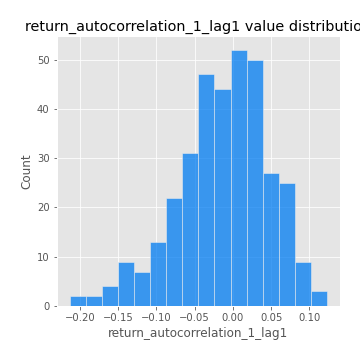 return_autocorrelation_1_lag1 value distributio
50
40
30
20
10
0
Count
−0.20 −0.15 −0.10 −0.05 0.00 0.05 0.10
return_autocorrelation_1_lag1